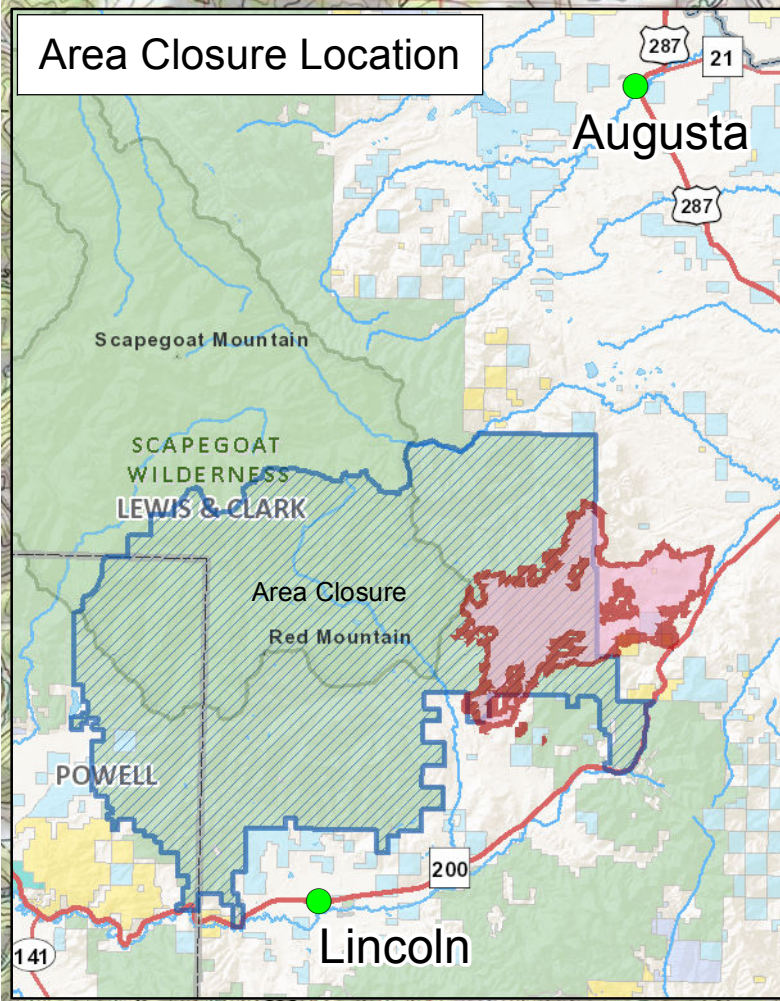 Area Closure Location
287
21
Augusta
287
Scapegoat Mountain
SCAPEGOAT
WILDERNESS
LEWIS & CLARK
Area Closure
Red Mountain
POWELL
200
Lincoln
141